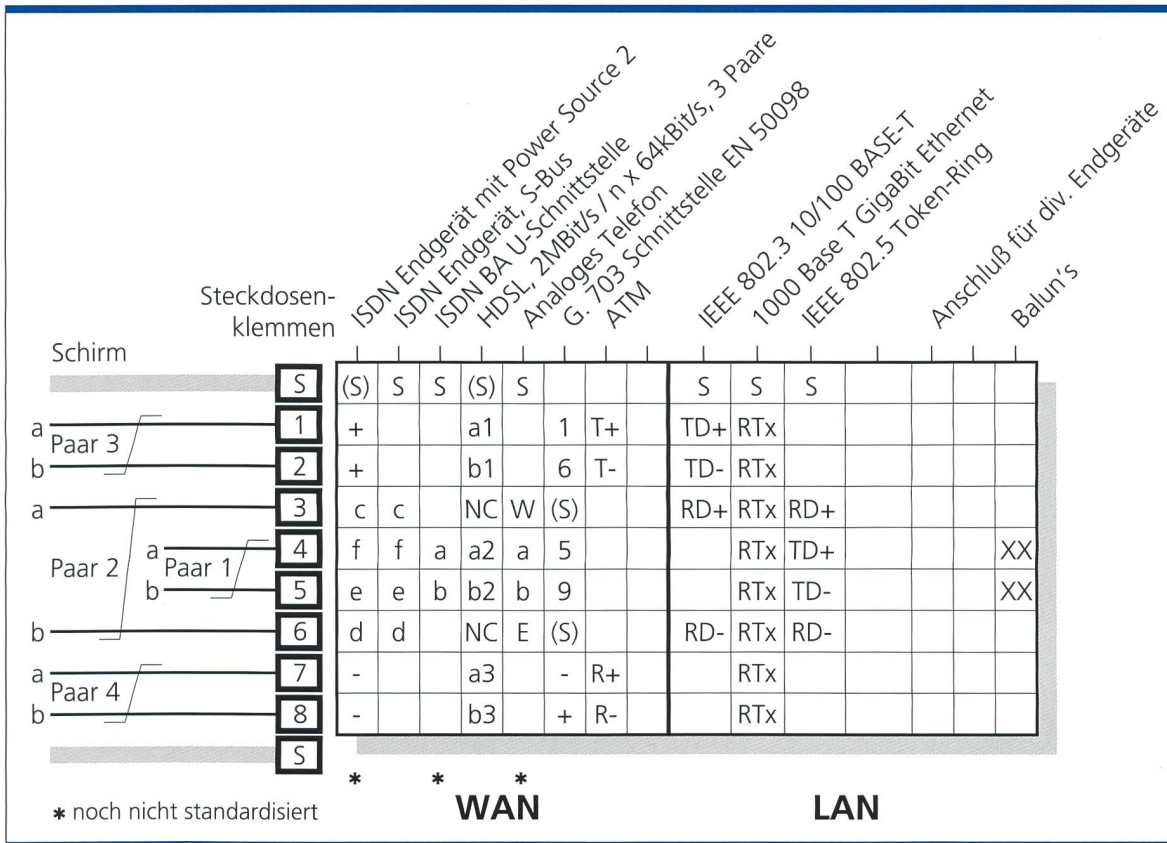 ISDN Endgerät mit Power Source 2
ISDN Endgerät, S-Bus
ISDN BA U-Schnittstelle
HDSL, 2MBit/s / n x 64kBit/s, 3 Paare
Analoges Telefon
G. 703 Schnittstelle EN 50098
ATM
IEEE 802.3 10/100 BASE-T
1000 Base T GigaBit Ethernet
IEEE 802.5 Token-Ring
Anschluß für div. Endgeräte
Balun's
Steckdosen-
klemmen
Schirm
S (S) S S (S) S S S S
a Paar 3 1 + a1 1 T+ TD+ RTx
b 2 + b1 6 T- TD- RTx
a 3 c c NC W (S) RD+ RTx RD+
Paar 2 a Paar 1 4 f f a a2 a 5 RTx TD+ XX
b 5 e e b b2 b 9 RTx TD- XX
b 6 d d NC E (S) RD- RTx RD-
a Paar 4 7 - a3 - R+ RTx
b 8 - b3 + R- RTx
S
* * *
* noch nicht standardisiert WAN LAN